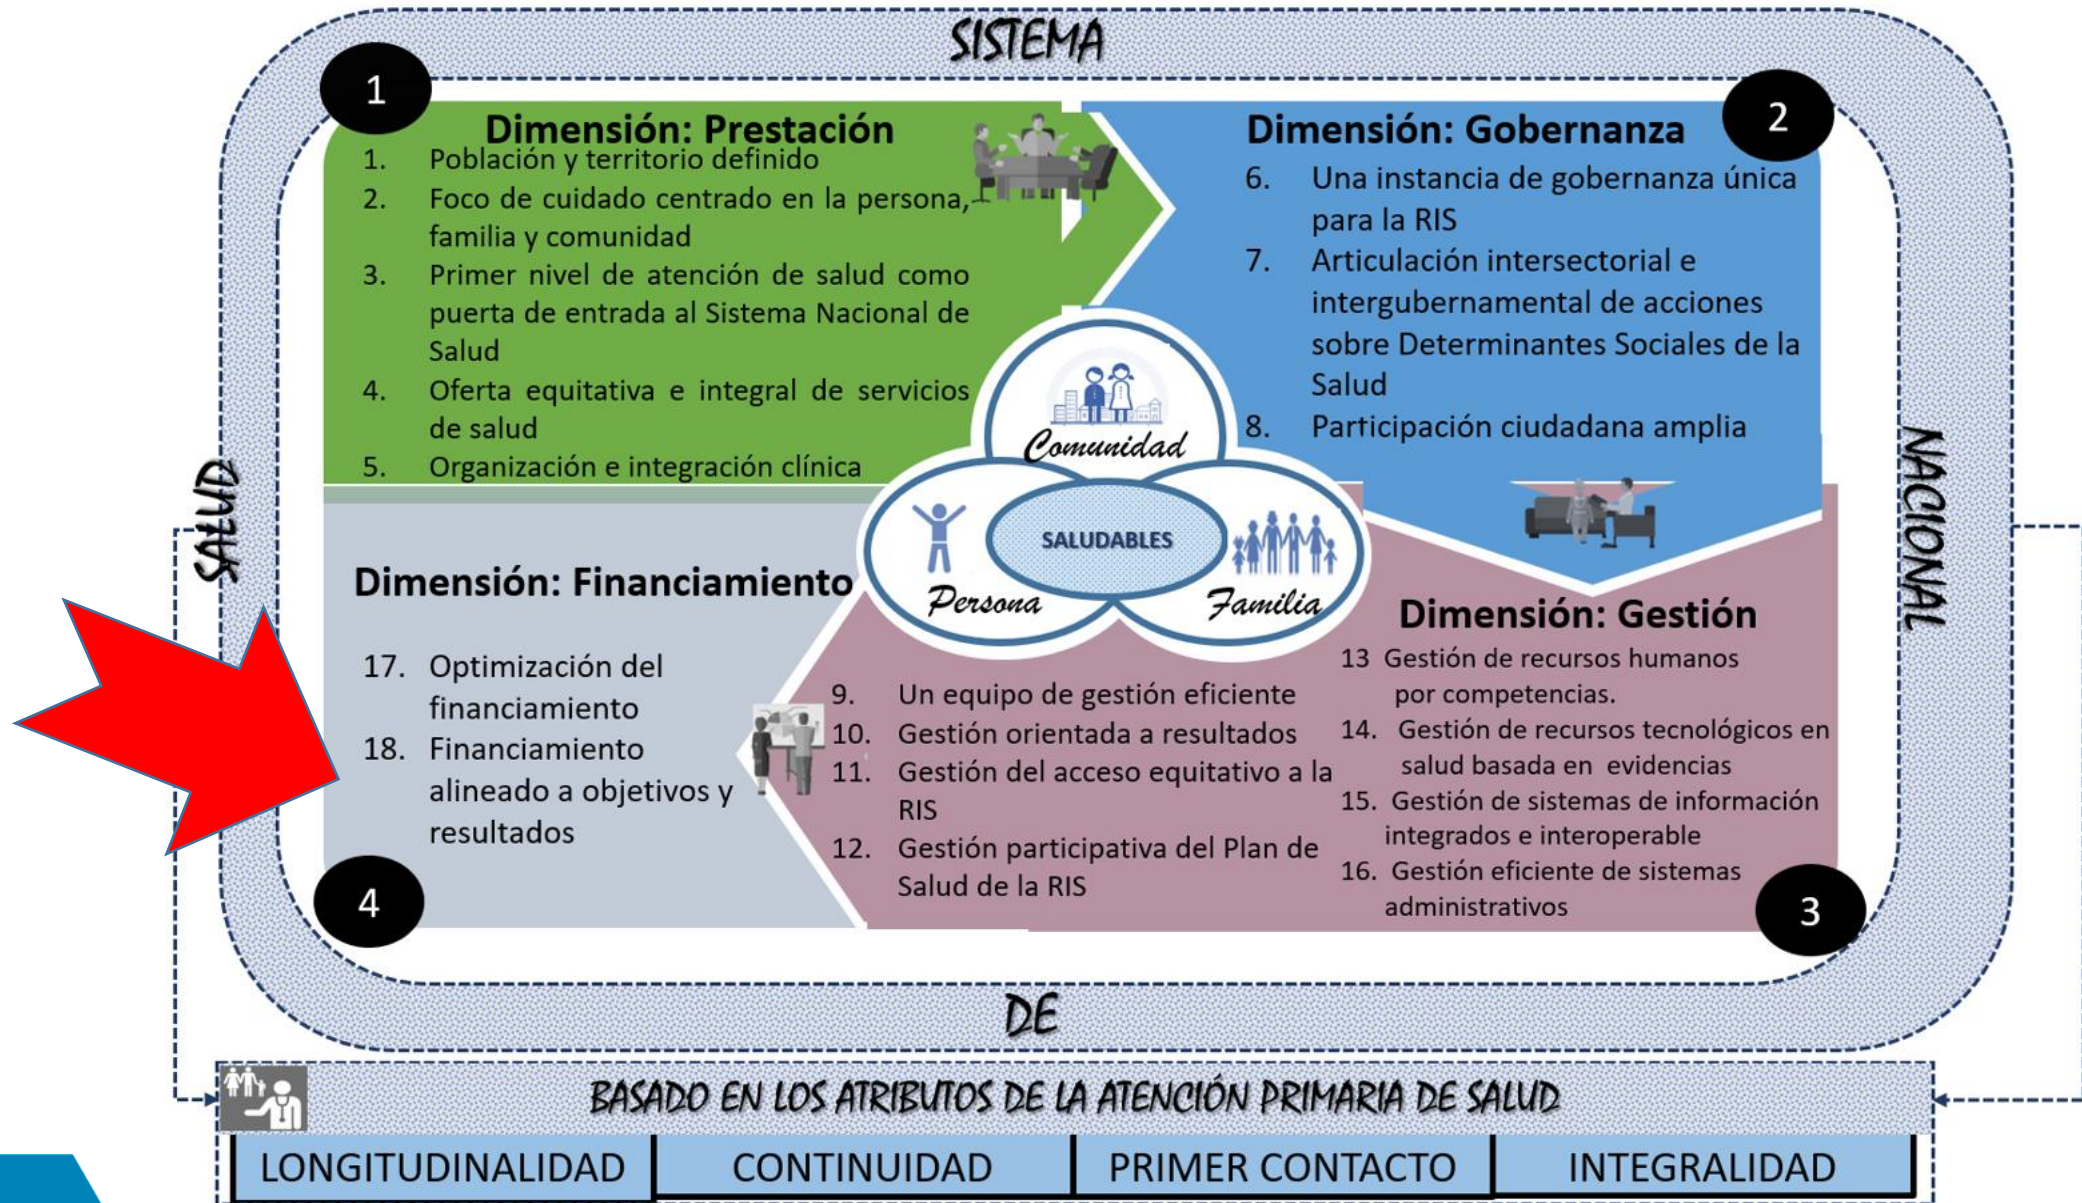 SISTEMA
1
Dimensión: Prestación
1. Población y territorio definido
2. Foco de cuidado centrado en la persona,
familia y comunidad
3. Primer nivel de atención de salud como
puerta de entrada al Sistema Nacional de
Salud
4. Oferta equitativa e integral de servicios
de salud
5. Organización e integración clínica
2
Dimensión: Gobernanza
6. Una instancia de gobernanza única
para la RIS
7. Articulación intersectorial e
intergubernamental de acciones
sobre Determinantes Sociales de la
Salud
8. Participación ciudadana amplia
NACIONAL
Comunidad
SALUDABLES
Persona
Familia
Dimensión: Gestión
9. Un equipo de gestión eficiente
10. Gestión orientada a resultados
11. Gestión del acceso equitativo a la
RIS
12. Gestión participativa del Plan de
Salud de la RIS
13 Gestión de recursos humanos
por competencias.
14. Gestión de recursos tecnológicos en
salud basada en evidencias
15. Gestión de sistemas de información
integrados e interoperable
16. Gestión eficiente de sistemas
administrativos
3
Dimensión: Financiamiento
17. Optimización del
financiamiento
18. Financiamiento
alineado a objetivos y
resultados
4
DE
SALUD
BASADO EN LOS ATRIBUTOS DE LA ATENCIÓN PRIMARIA DE SALUD
LONGITUDINALIDAD
CONTINUIDAD
PRIMER CONTACTO
INTEGRALIDAD